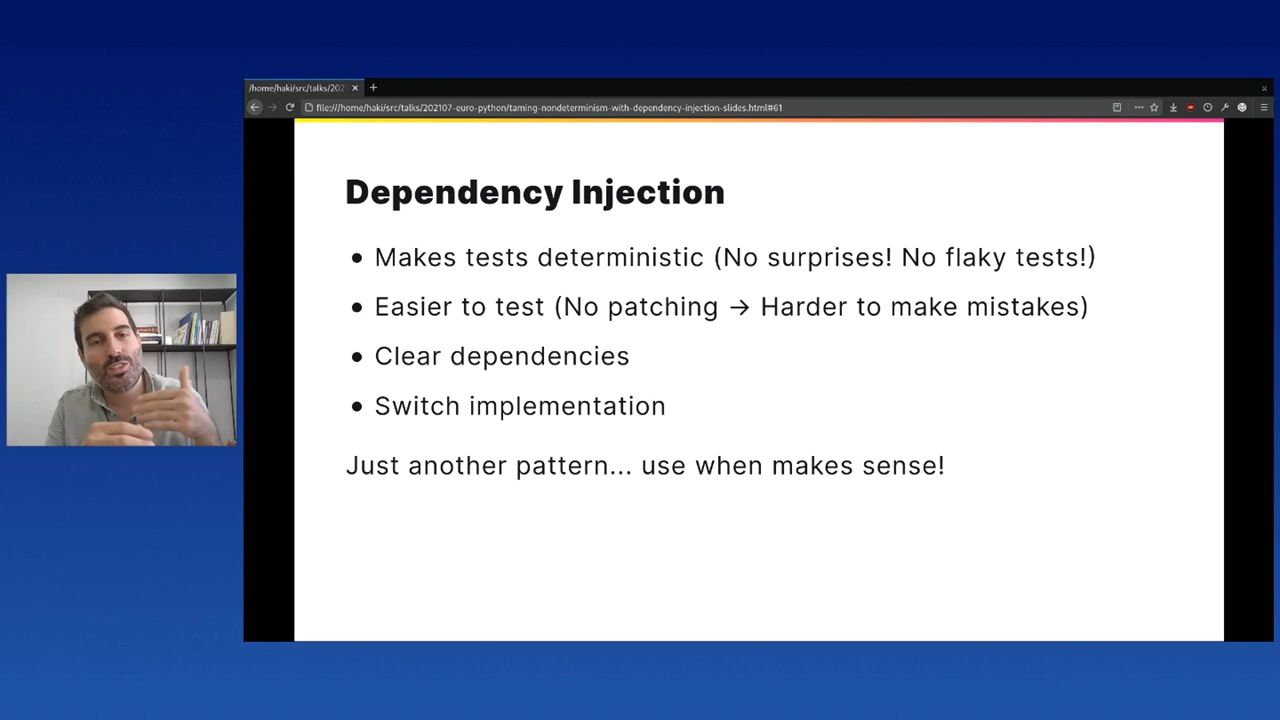 /home/haki/src/talks/202
file:///home/haki/src/talks/202107-euro-python/taming-nondeterminism-with-dependency-injection-slides.html#61
Dependency Injection
• Makes tests deterministic (No surprises! No flaky tests!)
• Easier to test (No patching → Harder to make mistakes)
• Clear dependencies
• Switch implementation
Just another pattern... use when makes sense!